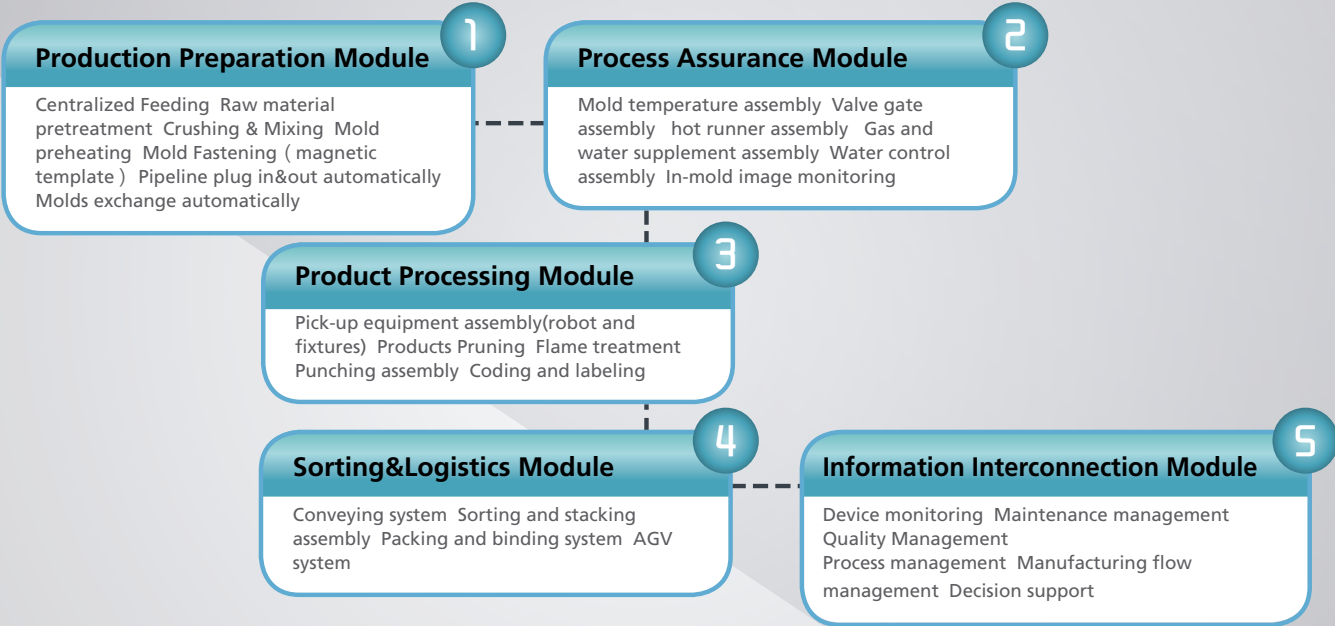 1
Production Preparation Module
Centralized Feeding Raw material
pretreatment Crushing & Mixing Mold
preheating Mold Fastening ( magnetic
template ) Pipeline plug in&out automatically
Molds exchange automatically
2
Process Assurance Module
Mold temperature assembly Valve gate
assembly hot runner assembly Gas and
water supplement assembly Water control
assembly In-mold image monitoring
3
Product Processing Module
Pick-up equipment assembly(robot and
fixtures) Products Pruning Flame treatment
Punching assembly Coding and labeling
4
Sorting&Logistics Module
Conveying system Sorting and stacking
assembly Packing and binding system AGV
system
5
Information Interconnection Module
Device monitoring Maintenance management
Quality Management
Process management Manufacturing flow
management Decision support